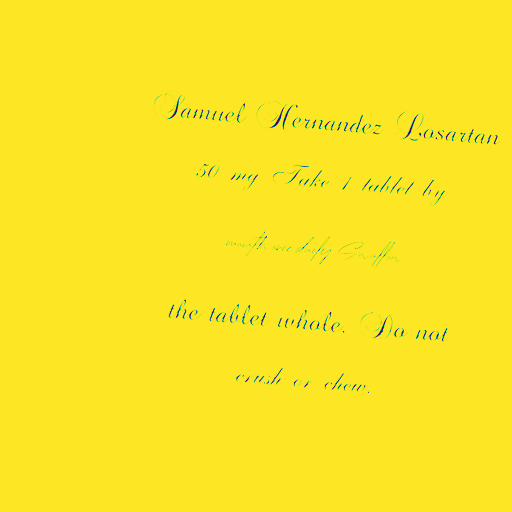 Samuel Hernandez Losartan
50 mg Take 1 tablet by
mouth once daily Swallow
the tablet whole. Do not
crush or chew.